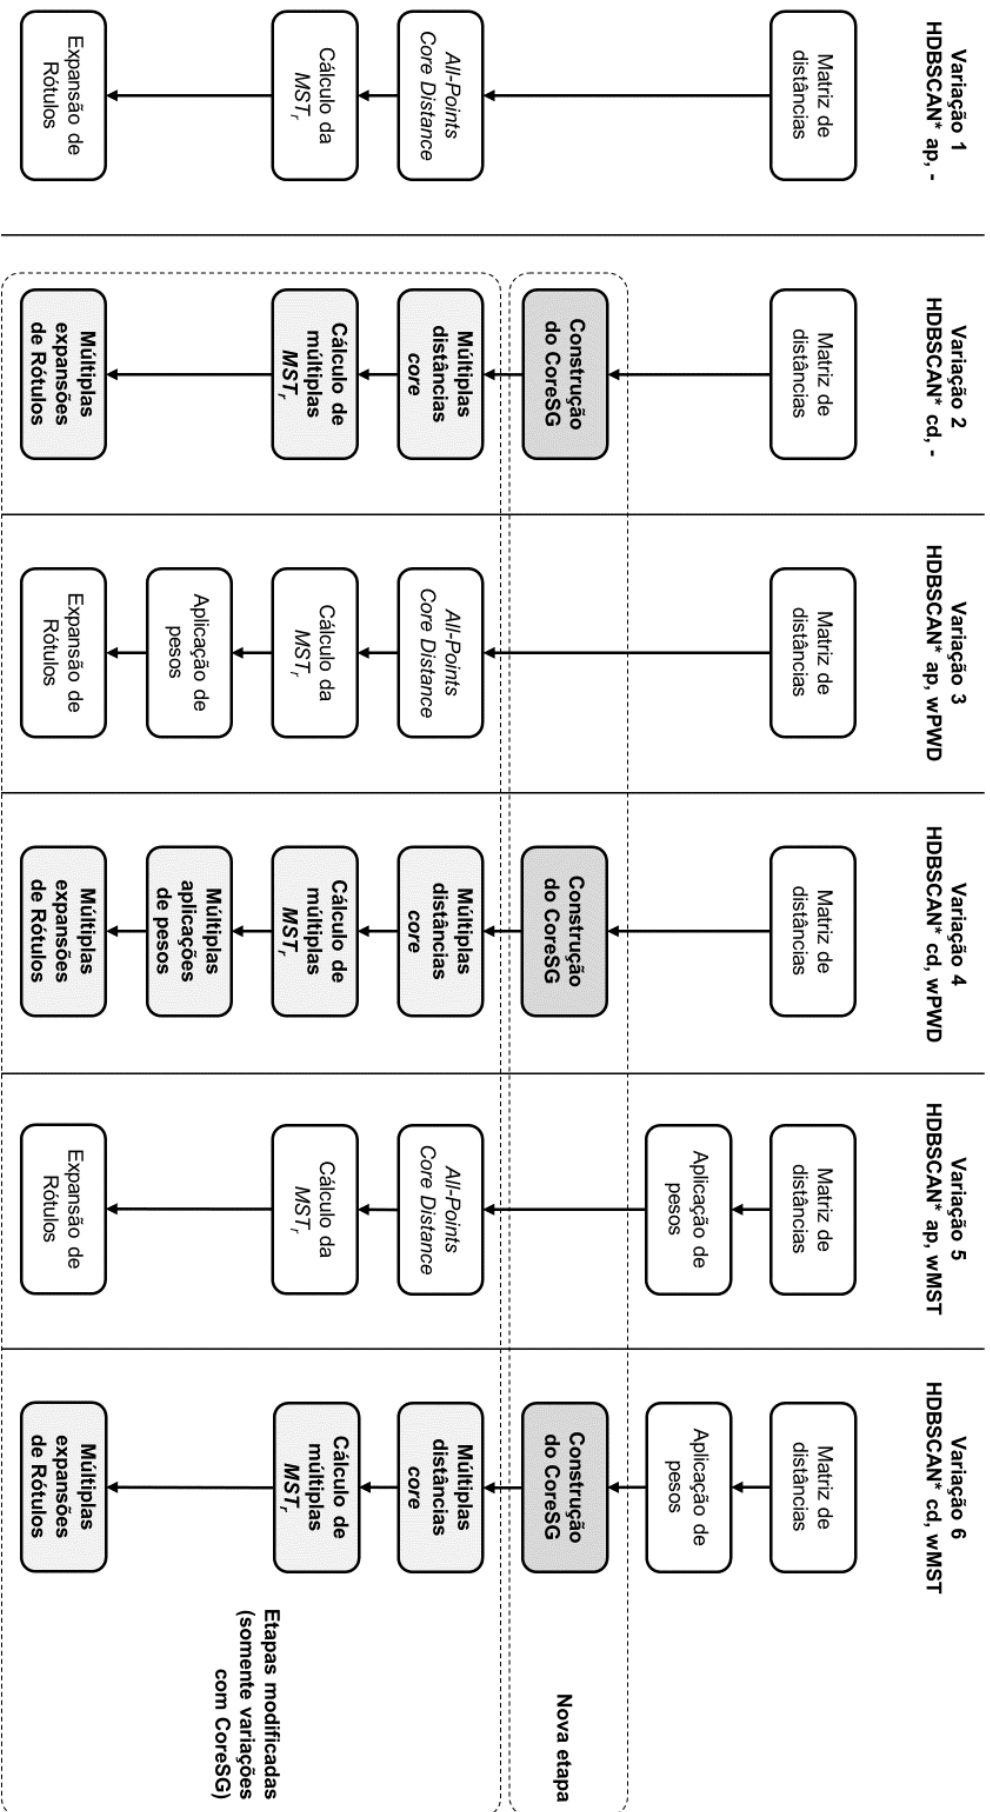 Variação 1
HDBSCAN* ap, -
Matriz de
distâncias
All-Points
Core Distance
Cálculo da
MSTr
Expansão de
Rótulos
Variação 2
HDBSCAN* cd, -
Matriz de
distâncias
Construção
do CoreSG
Múltiplas
distâncias
core
Cálculo de
múltiplas
MSTr
Múltiplas
expansões
de Rótulos
Variação 3
HDBSCAN* ap, wPWD
Matriz de
distâncias
All-Points
Core Distance
Cálculo da
MSTr
Aplicação de
pesos
Expansão de
Rótulos
Variação 4
HDBSCAN* cd, wPWD
Matriz de
distâncias
Construção
do CoreSG
Múltiplas
distâncias
core
Cálculo de
múltiplas
MSTr
Múltiplas
aplicações
de pesos
Múltiplas
expansões
de Rótulos
Variação 5
HDBSCAN* ap, wMST
Matriz de
distâncias
Aplicação de
pesos
All-Points
Core Distance
Cálculo da
MSTr
Expansão de
Rótulos
Variação 6
HDBSCAN* cd, wMST
Matriz de
distâncias
Aplicação de
pesos
Construção
do CoreSG
Múltiplas
distâncias
core
Cálculo de
múltiplas
MSTr
Múltiplas
expansões
de Rótulos
Nova etapa
Etapas modificadas
(somente variações
com CoreSG)